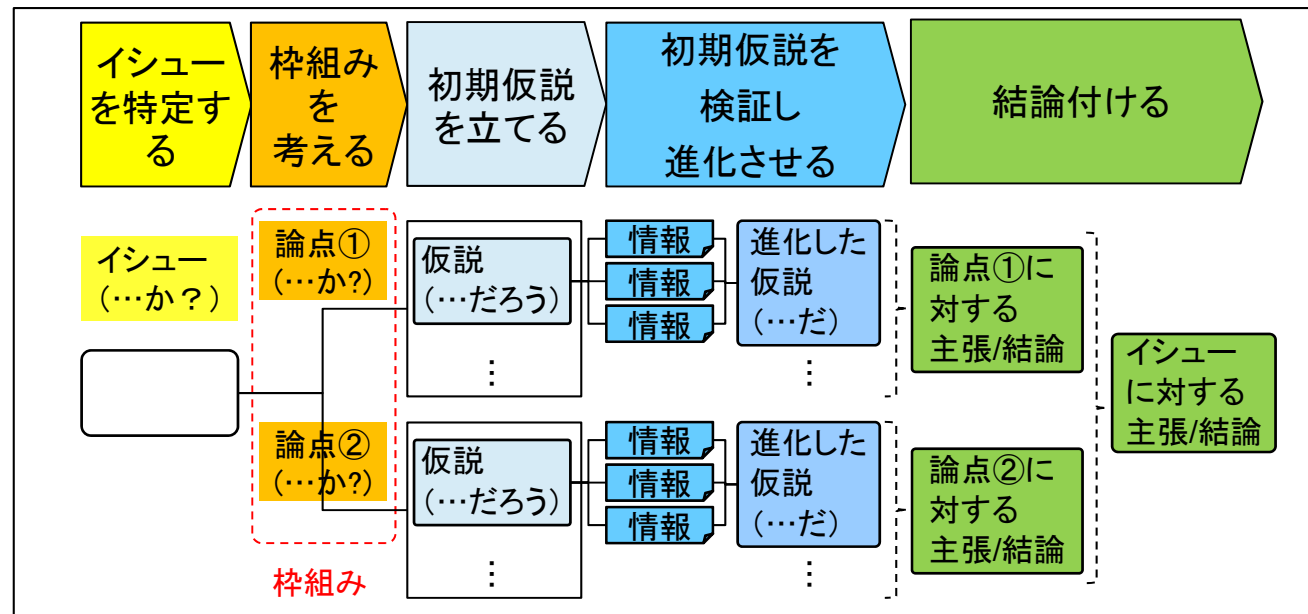 イシュー
を特定す
る
枠組み
を
考える
初期仮説
を立てる
初期仮説を
検証し
進化させる
結論付ける
イシュー
(…か？)
論点①
(…か?)
仮説
(…だろう)
⋮
情報
情報
情報
進化した
仮説
(…だ)
⋮
論点①に
対する
主張/結論
論点②
(…か?)
仮説
(…だろう)
⋮
情報
情報
情報
進化した
仮説
(…だ)
⋮
論点②に
対する
主張/結論
イシュー
に対する
主張/結論
枠組み